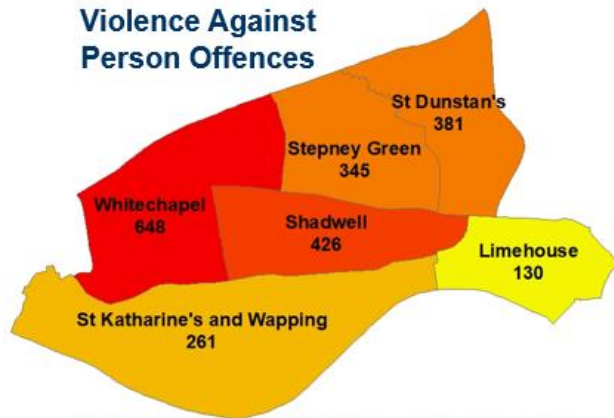 Violence Against
Person Offences
St Dunstan's
381
Stepney Green
345
Whitechapel
648
Shadwell
426
Limehouse
130
St Katharine's and Wapping
261